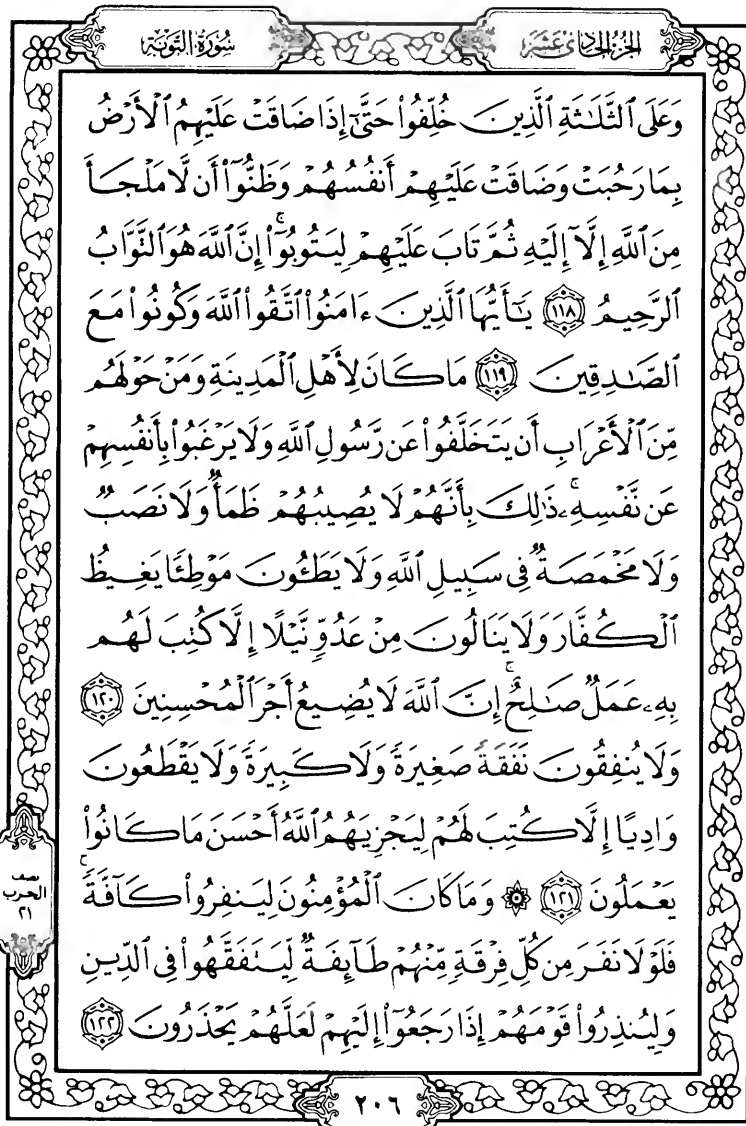 الجزء الحادى عشر
سورة التوبة
وَعَلَى ٱلثَّلَٰثَةِ ٱلَّذِينَ خُلِّفُوا۟ حَتَّىٰٓ إِذَا ضَاقَتْ عَلَيْهِمُ ٱلْأَرْضُ
بِمَا رَحُبَتْ وَضَاقَتْ عَلَيْهِمْ أَنفُسُهُمْ وَظَنُّوٓا۟ أَن لَّا مَلْجَأَ
مِنَ ٱللَّهِ إِلَّآ إِلَيْهِ ثُمَّ تَابَ عَلَيْهِمْ لِيَتُوبُوٓا۟ ۚ إِنَّ ٱللَّهَ هُوَ ٱلتَّوَّابُ
ٱلرَّحِيمُ ١١٨ يَٰٓأَيُّهَا ٱلَّذِينَ ءَامَنُوا۟ ٱتَّقُوا۟ ٱللَّهَ وَكُونُوا۟ مَعَ
ٱلصَّٰدِقِينَ ١١٩ مَا كَانَ لِأَهْلِ ٱلْمَدِينَةِ وَمَنْ حَوْلَهُم
مِّنَ ٱلْأَعْرَابِ أَن يَتَخَلَّفُوا۟ عَن رَّسُولِ ٱللَّهِ وَلَا يَرْغَبُوا۟ بِأَنفُسِهِمْ
عَن نَّفْسِهِۦ ۚ ذَٰلِكَ بِأَنَّهُمْ لَا يُصِيبُهُمْ ظَمَأٌ وَلَا نَصَبٌ
وَلَا مَخْمَصَةٌ فِى سَبِيلِ ٱللَّهِ وَلَا يَطَـُٔونَ مَوْطِئًا يَغِيظُ
ٱلْكُفَّارَ وَلَا يَنَالُونَ مِنْ عَدُوٍّ نَّيْلًا إِلَّا كُتِبَ لَهُم
بِهِۦ عَمَلٌ صَٰلِحٌ ۚ إِنَّ ٱللَّهَ لَا يُضِيعُ أَجْرَ ٱلْمُحْسِنِينَ ١٢٠
وَلَا يُنفِقُونَ نَفَقَةً صَغِيرَةً وَلَا كَبِيرَةً وَلَا يَقْطَعُونَ
وَادِيًا إِلَّا كُتِبَ لَهُمْ لِيَجْزِيَهُمُ ٱللَّهُ أَحْسَنَ مَا كَانُوا۟
يَعْمَلُونَ ١٢١ ۞ وَمَا كَانَ ٱلْمُؤْمِنُونَ لِيَنفِرُوا۟ كَآفَّةً ۚ
فَلَوْلَا نَفَرَ مِن كُلِّ فِرْقَةٍ مِّنْهُمْ طَآئِفَةٌ لِّيَتَفَقَّهُوا۟ فِى ٱلدِّينِ
وَلِيُنذِرُوا۟ قَوْمَهُمْ إِذَا رَجَعُوٓا۟ إِلَيْهِمْ لَعَلَّهُمْ يَحْذَرُونَ ١٢٢
نصف
الحزب
٢١
٢٠٦